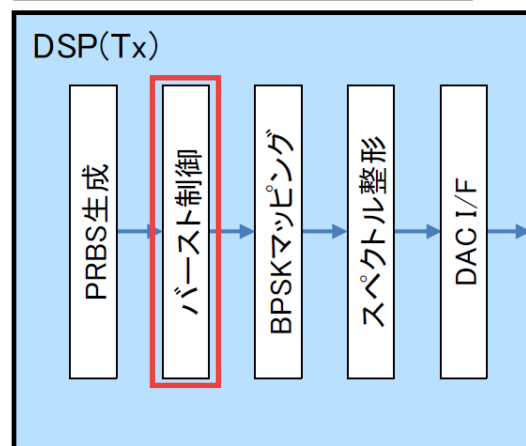 DSP(Tx)
PRBS生成
バースト制御
BPSKマッピング
スペクトル整形
DAC I/F